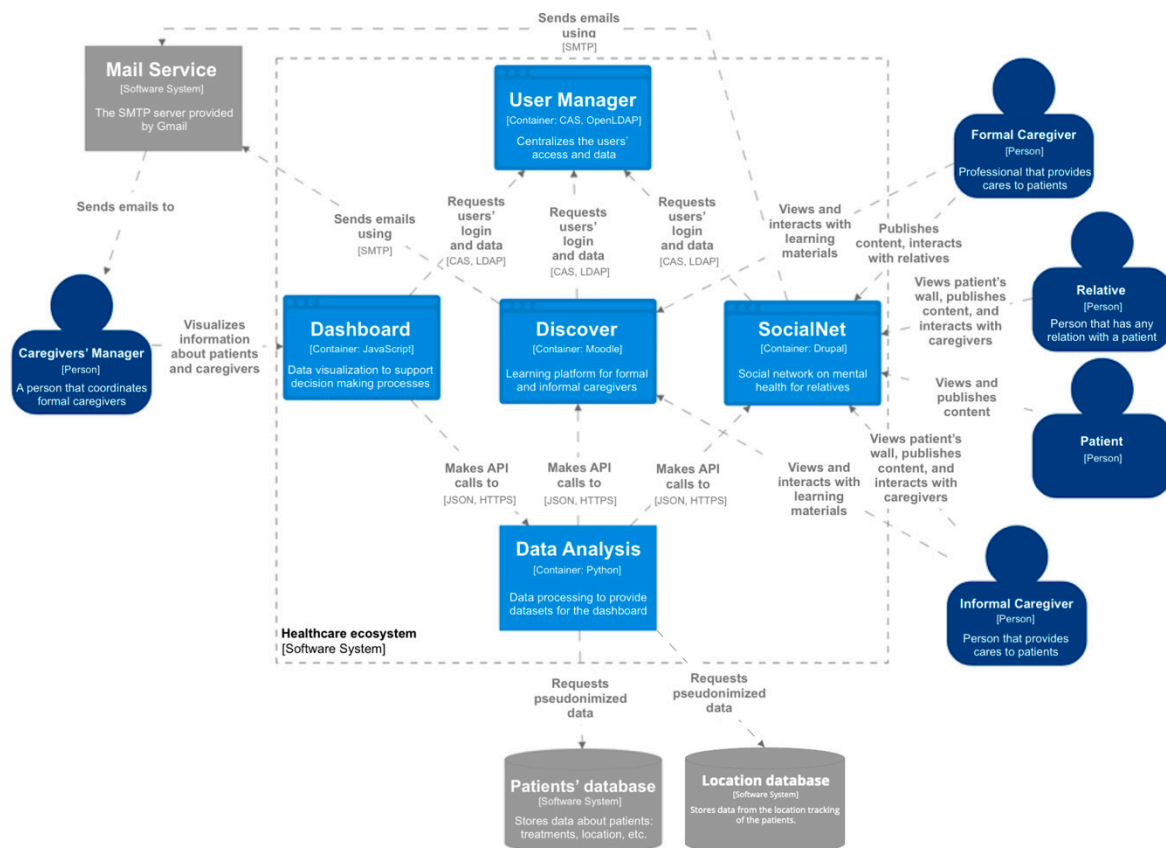 Sends emails
using
[SMTP]
Mail Service
[Software System]
The SMTP server provided
by Gmail
User Manager
[Container: CAS, OpenLDAP]
Centralizes the users'
access and data
Formal Caregiver
[Person]
Professional that provides
cares to patients
Sends emails to
Sends emails
using
[SMTP]
Requests
users'
login
and data
[CAS, LDAP]
Requests
users'
login
and data
[CAS, LDAP]
Requests
users'
login
and data
[CAS, LDAP]
Views and
interacts with
learning
materials
Publishes
content, interacts
with relatives
Relative
[Person]
Person that has any
relation with a patient
Views patient's
wall, publishes
content, and
interacts with
caregivers
Caregivers' Manager
[Person]
A person that coordinates
formal caregivers
Visualizes
information
about patients
and caregivers
Dashboard
[Container: JavaScript]
Data visualization to support
decision making processes
Discover
[Container: Moodle]
Learning platform for formal
and informal caregivers
SocialNet
[Container: Drupal]
Social network on mental
health for relatives
Views and
publishes
content
Patient
[Person]
Makes API
calls to
[JSON, HTTPS]
Makes API
calls to
[JSON, HTTPS]
Makes API
calls to
[JSON, HTTPS]
Views and
interacts with
learning
materials
Views patient's
wall, publishes
content, and
interacts with
caregivers
Data Analysis
[Container: Python]
Data processing to provide
datasets for the dashboard
Informal Caregiver
[Person]
Person that provides
cares to patients
Healthcare ecosystem
[Software System]
Requests
pseudonimized
data
Requests
pseudonimized
data
Patients' database
[Software System]
Stores data about patients:
treatments, location, etc.
Location database
[Software System]
Stores data from the location tracking
of the patients.